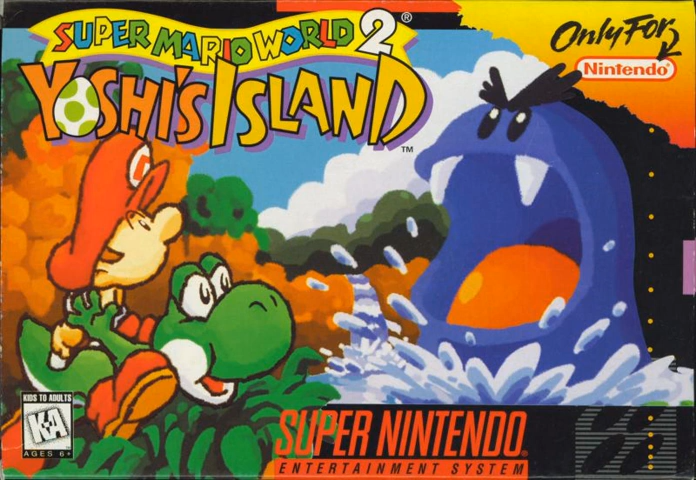 SUPER MARIO WORLD 2®
YOSHI'S ISLAND
™
Only For
Nintendo®
KIDS TO ADULTS
KA
AGES 6+
SUPER NINTENDO®
ENTERTAINMENT SYSTEM